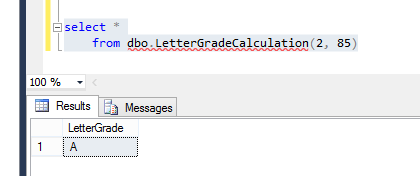 select *
from dbo.LetterGradeCalculation(2, 85)
100 %
Results Messages
LetterGrade
1 A